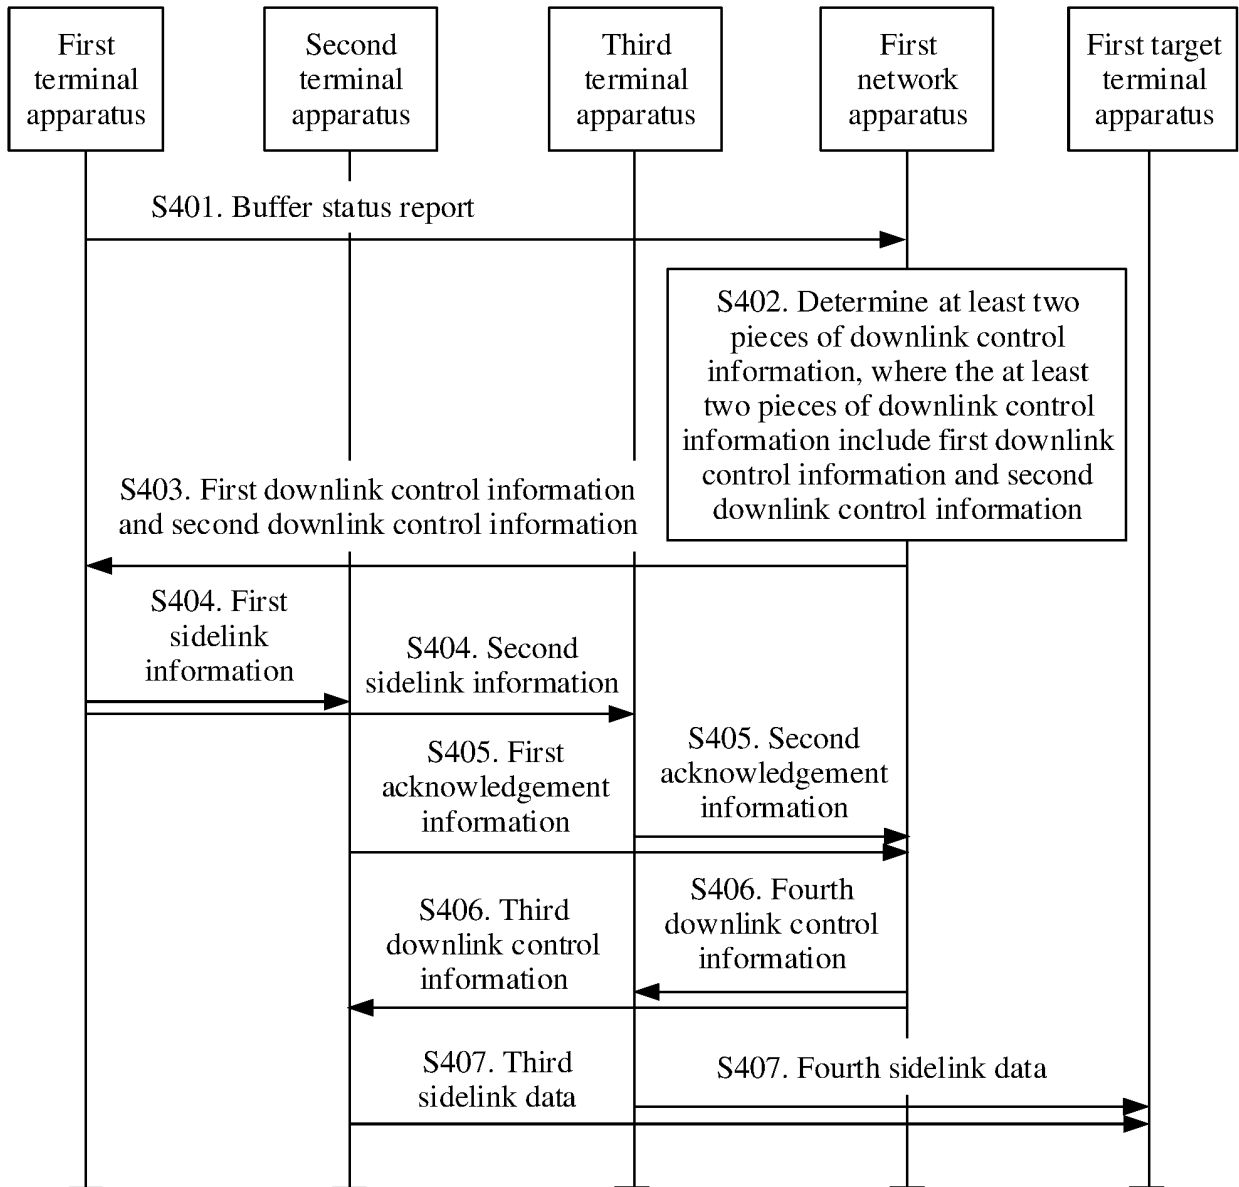 First
terminal
apparatus
Second
terminal
apparatus
Third
terminal
apparatus
First
network
apparatus
First target
terminal
apparatus
S401. Buffer status report
S402. Determine at least two
pieces of downlink control
information, where the at least
two pieces of downlink control
information include first downlink
control information and second
downlink control information
S403. First downlink control information
and second downlink control information
S404. First
sidelink
information
S404. Second
sidelink information
S405. First
acknowledgement
information
S405. Second
acknowledgement
information
S406. Third
downlink control
information
S406. Fourth
downlink control
information
S407. Third
sidelink data
S407. Fourth sidelink data